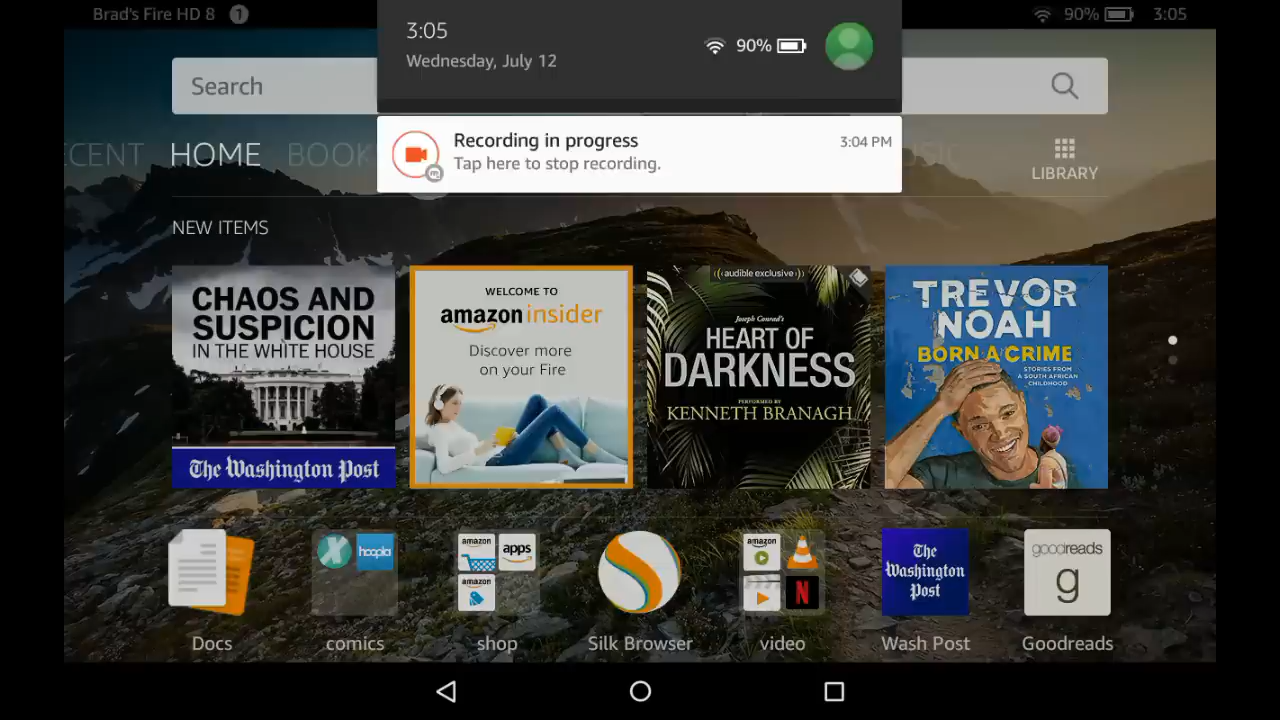 Brad's Fire HD 8 1
90% 3:05
3:05
Wednesday, July 12
90%
Recording in progress
3:04 PM
Tap here to stop recording.
Search
ECENT HOME BOOK
USIC
LIBRARY
NEW ITEMS
CHAOS AND
SUSPICION
IN THE WHITE HOUSE
The Washington Post
WELCOME TO
amazon insider
Discover more
on your Fire
audible exclusive
Joseph Conrad's
HEART OF
DARKNESS
PERFORMED BY
KENNETH BRANAGH
TREVOR
NOAH
BORN A CRIME
STORIES FROM
A SOUTH AFRICAN
CHILDHOOD
hoopla
amazon
apps
amazon
amazon
N
The
Washington
Post
goodreads
g
Docs
comics
shop
Silk Browser
video
Wash Post
Goodreads